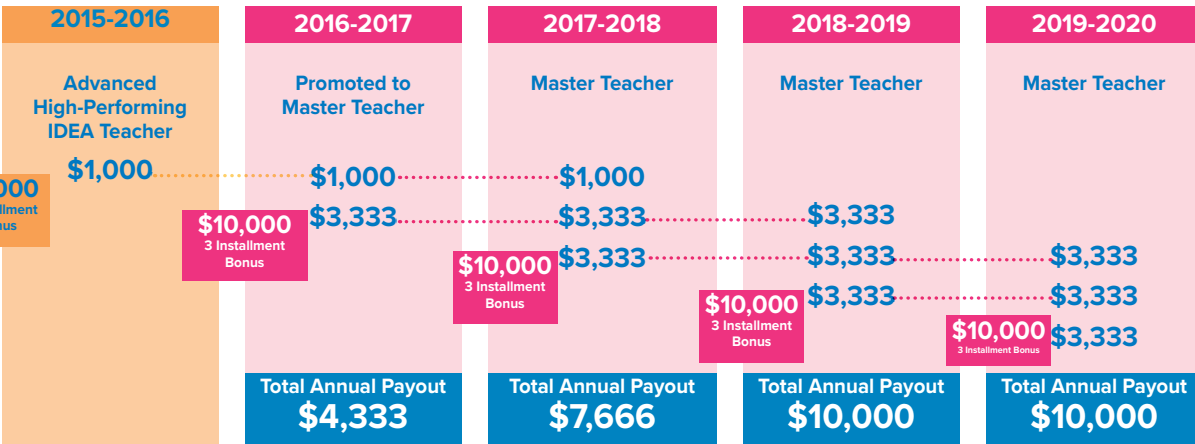 2015-2016
Advanced
High-Performing
IDEA Teacher
$1,000
2016-2017
Promoted to
Master Teacher
$1,000
$3,333
$10,000
3 Installment
Bonus
Total Annual Payout
$4,333
2017-2018
Master Teacher
$1,000
$3,333
$3,333
$10,000
3 Installment
Bonus
Total Annual Payout
$7,666
2018-2019
Master Teacher
$3,333
$3,333
$3,333
$10,000
3 Installment
Bonus
Total Annual Payout
$10,000
2019-2020
Master Teacher
$3,333
$3,333
$3,333
$10,000
3 Installment Bonus
Total Annual Payout
$10,000